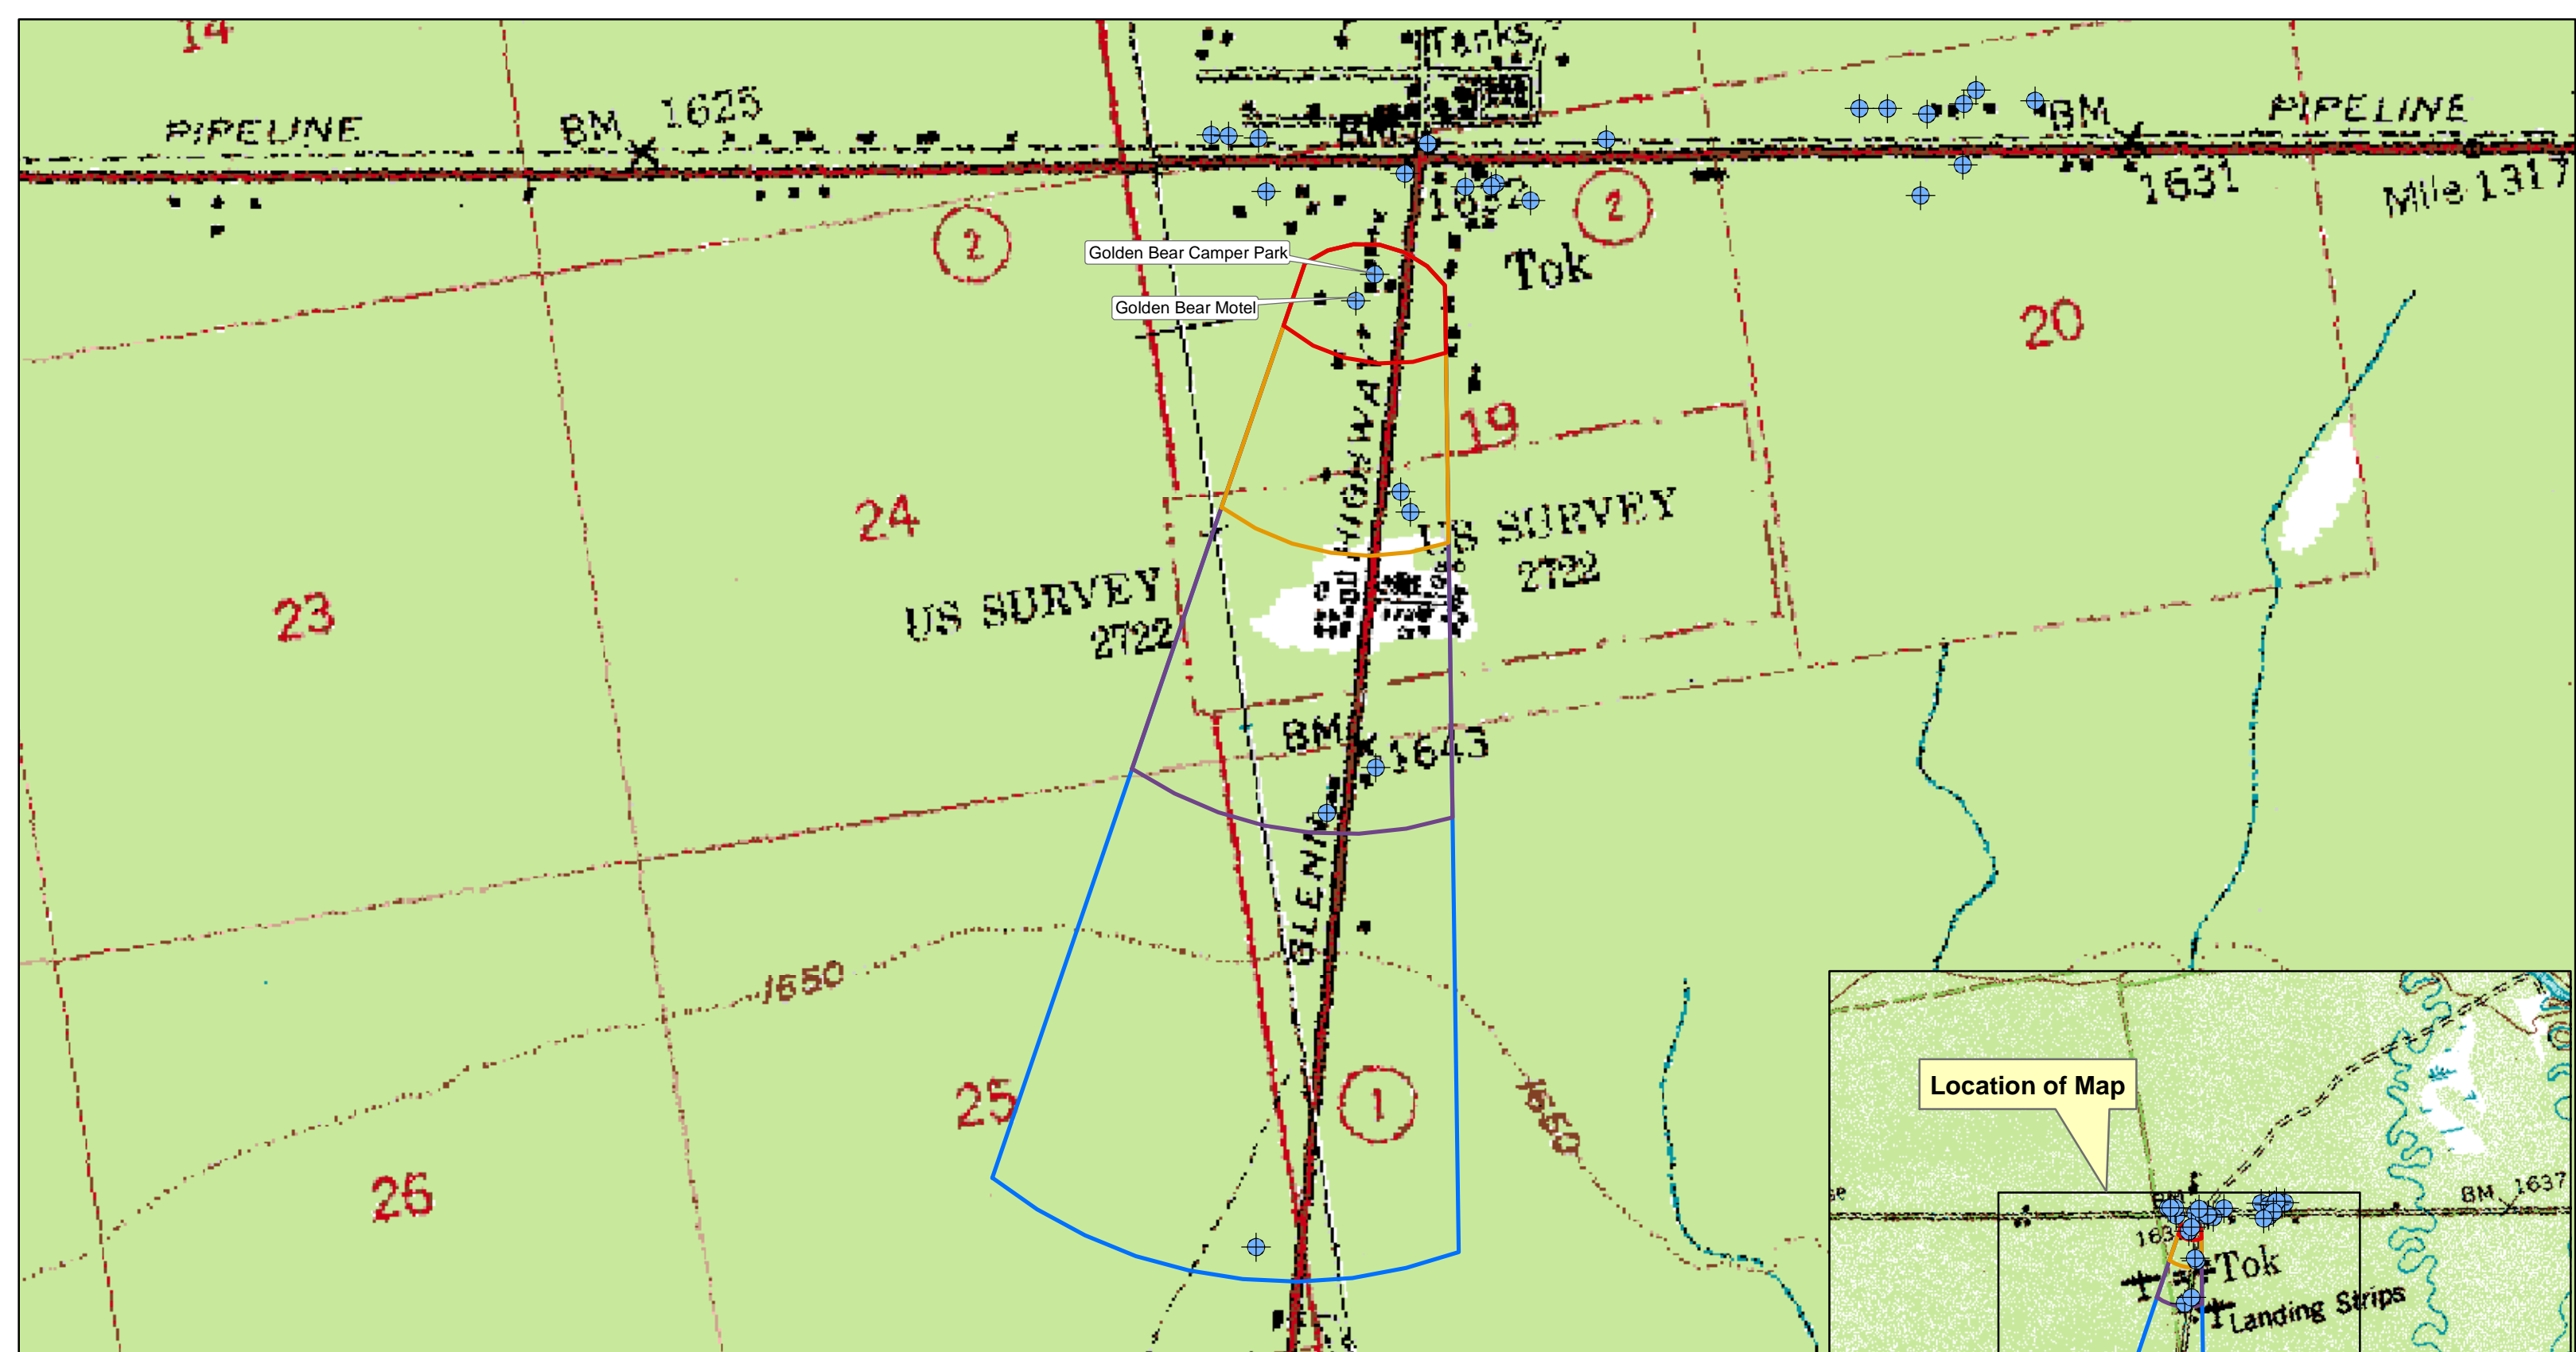 14
Tanks
PIPELINE
BM 1625
BM
BM
PIPELINE
1631
Mile 1317
2
2
Golden Bear Camper Park
Tok
Golden Bear Motel
20
HIGHWAY
19
24
US SURVEY
2722
US SURVEY
2722
23
BM
1643
GLENN
1650
25
1
1650
26
Location of Map
BM 1637
Tok
Landing Strips